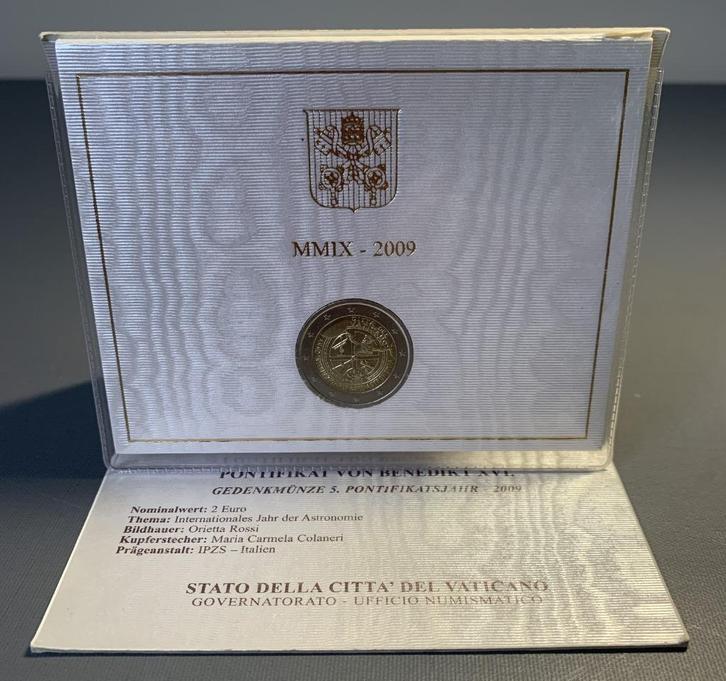 MMIX - 2009
PONTIFIKAT VON BENEDIKT XVI.
GEDENKMÜNZE 5. PONTIFIKATSJAHR - 2009
Nominalwert: 2 Euro
Thema: Internationales Jahr der Astronomie
Bildhauer: Orietta Rossi
Kupferstecher: Maria Carmela Colaneri
Prägeanstalt: IPZS – Italien
STATO DELLA CITTA' DEL VATICANO
GOVERNATORATO - UFFICIO NUMISMATICO